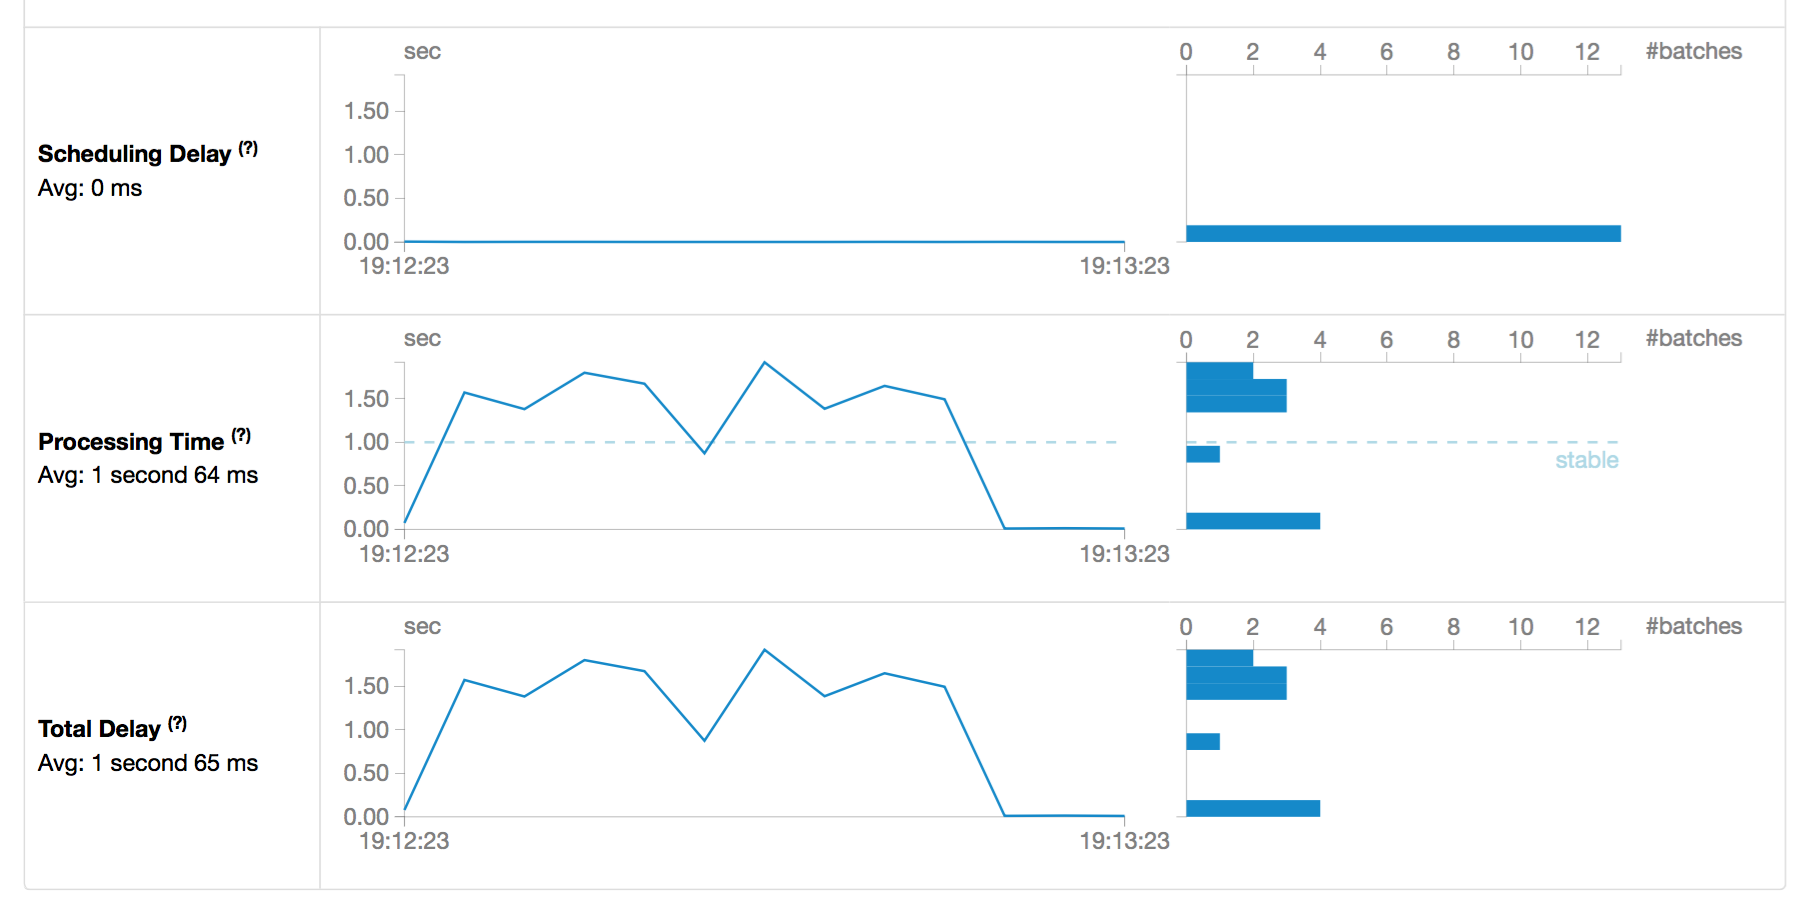 sec
0 2 4 6 8 10 12 #batches
1.50
Scheduling Delay (?)
1.00
Avg: 0 ms
0.50
0.00
19:12:23 19:13:23
sec
0 2 4 6 8 10 12 #batches
1.50
Processing Time (?)
1.00
stable
Avg: 1 second 64 ms
0.50
0.00
19:12:23 19:13:23
sec
0 2 4 6 8 10 12 #batches
1.50
Total Delay (?)
1.00
Avg: 1 second 65 ms
0.50
0.00
19:12:23 19:13:23